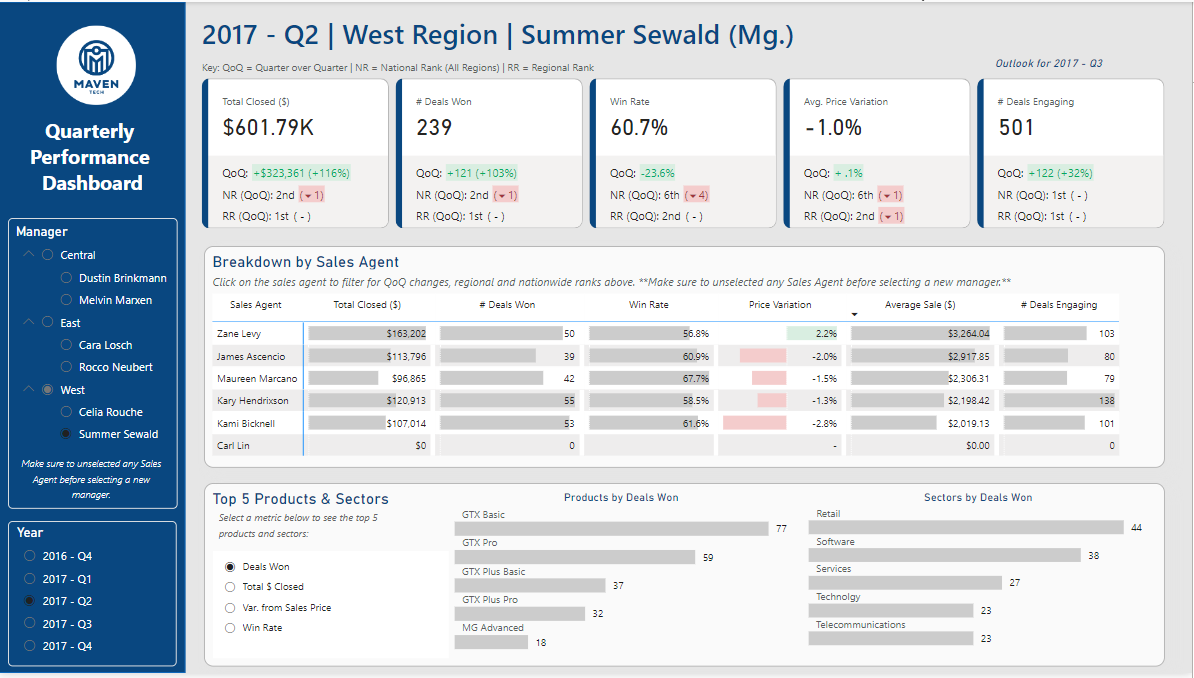 MAVEN
TECH
Quarterly
Performance
Dashboard
Manager
Central
Dustin Brinkmann
Melvin Marxen
East
Cara Losch
Rocco Neubert
West
Celia Rouche
Summer Sewald
Make sure to unselected any Sales
Agent before selecting a new
manager.
Year
2016 - Q4
2017 - Q1
2017 - Q2
2017 - Q3
2017 - Q4
2017 - Q2 | West Region | Summer Sewald (Mg.)
Key: QoQ = Quarter over Quarter | NR = National Rank (All Regions) | RR = Regional Rank
Outlook for 2017 - Q3
Total Closed ($)
$601.79K
QoQ: +$323,361 (+116%)
NR (QoQ): 2nd (▼1)
RR (QoQ): 1st ( - )
# Deals Won
239
QoQ: +121 (+103%)
NR (QoQ): 2nd (▼1)
RR (QoQ): 1st ( - )
Win Rate
60.7%
QoQ: -23.6%
NR (QoQ): 6th (▼4)
RR (QoQ): 2nd ( - )
Avg. Price Variation
-1.0%
QoQ: + .1%
NR (QoQ): 6th (▼1)
RR (QoQ): 2nd (▼1)
# Deals Engaging
501
QoQ: +122 (+32%)
NR (QoQ): 1st ( - )
RR (QoQ): 1st ( - )
Breakdown by Sales Agent
Click on the sales agent to filter for QoQ changes, regional and nationwide ranks above. **Make sure to unselected any Sales Agent before selecting a new manager.**
Sales Agent Total Closed ($) # Deals Won Win Rate Price Variation Average Sale ($) # Deals Engaging
Zane Levy $163,202 50 56.8% 2.2% $3,264.04 103
James Ascencio $113,796 39 60.9% -2.0% $2,917.85 80
Maureen Marcano $96,865 42 67.7% -1.5% $2,306.31 79
Kary Hendrixson $120,913 55 58.5% -1.3% $2,198.42 138
Kami Bicknell $107,014 53 61.6% -2.8% $2,019.13 101
Carl Lin $0 0 - $0.00 0
Top 5 Products & Sectors
Select a metric below to see the top 5
products and sectors:
Deals Won
Total $ Closed
Var. from Sales Price
Win Rate
Products by Deals Won
GTX Basic
77
GTX Pro
59
GTX Plus Basic
37
GTX Plus Pro
32
MG Advanced
18
Sectors by Deals Won
Retail
44
Software
38
Services
27
Technolgy
23
Telecommunications
23